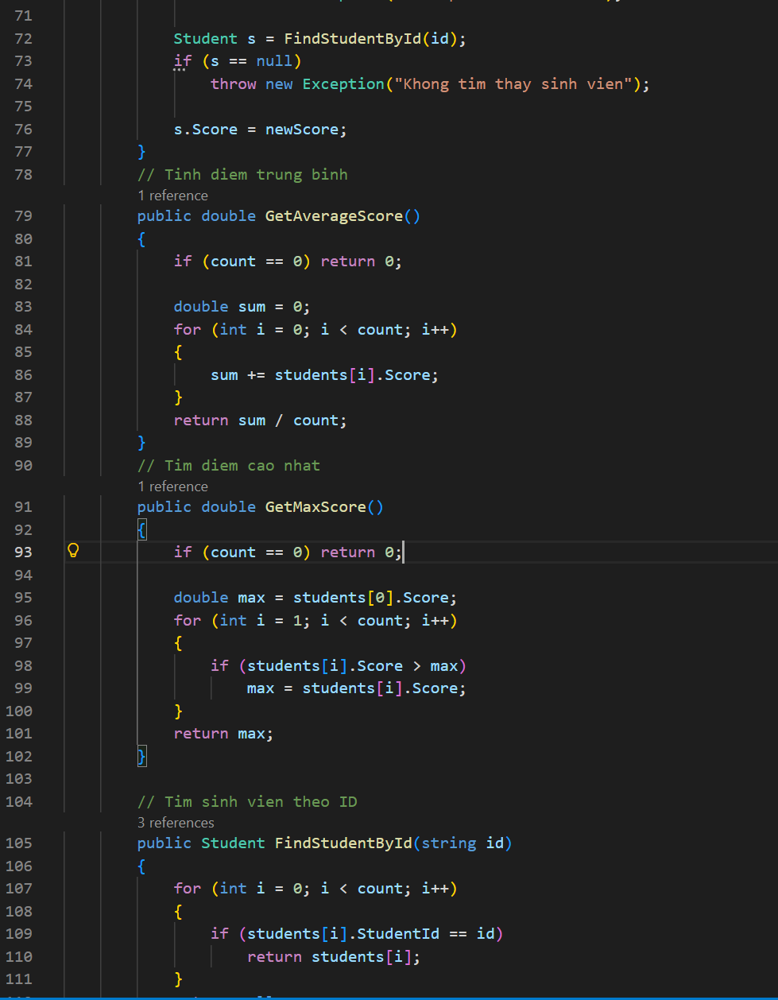 71
72 Student s = FindStudentById(id);
73 if (s == null)
74 throw new Exception("Khong tim thay sinh vien");
75
76 s.Score = newScore;
77 }
78 // Tinh diem trung binh
1 reference
79 public double GetAverageScore()
80 {
81 if (count == 0) return 0;
82
83 double sum = 0;
84 for (int i = 0; i < count; i++)
85 {
86 sum += students[i].Score;
87 }
88 return sum / count;
89 }
90 // Tim diem cao nhat
1 reference
91 public double GetMaxScore()
92 {
93 if (count == 0) return 0;
94
95 double max = students[0].Score;
96 for (int i = 1; i < count; i++)
97 {
98 if (students[i].Score > max)
99 max = students[i].Score;
100 }
101 return max;
102 }
103
104 // Tim sinh vien theo ID
3 references
105 public Student FindStudentById(string id)
106 {
107 for (int i = 0; i < count; i++)
108 {
109 if (students[i].StudentId == id)
110 return students[i];
111 }